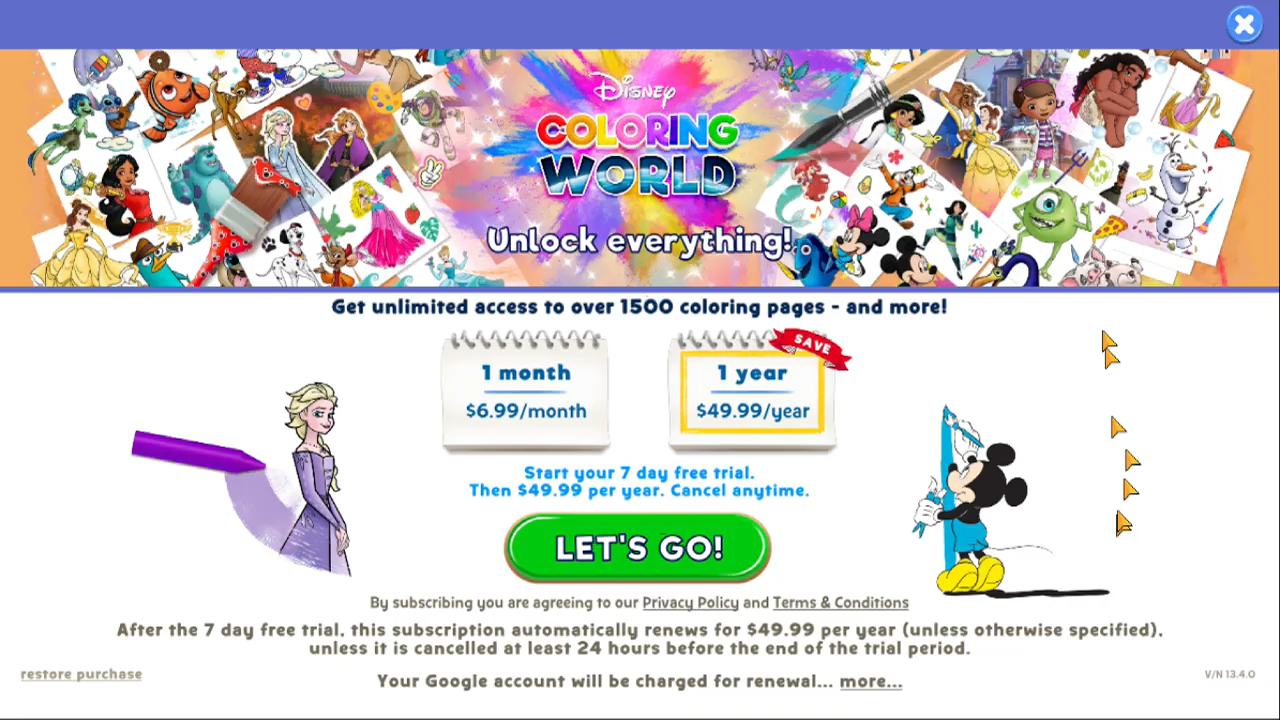 Disney
COLORING
WORLD
Unlock everything!
Get unlimited access to over 1500 coloring pages - and more!
1 month
$6.99/month
SAVE
1 year
$49.99/year
Start your 7 day free trial.
Then $49.99 per year. Cancel anytime.
LET'S GO!
By subscribing you are agreeing to our Privacy Policy and Terms & Conditions
After the 7 day free trial, this subscription automatically renews for $49.99 per year (unless otherwise specified),
unless it is cancelled at least 24 hours before the end of the trial period.
restore purchase
Your Google account will be charged for renewal... more...
V/N 13.4.0